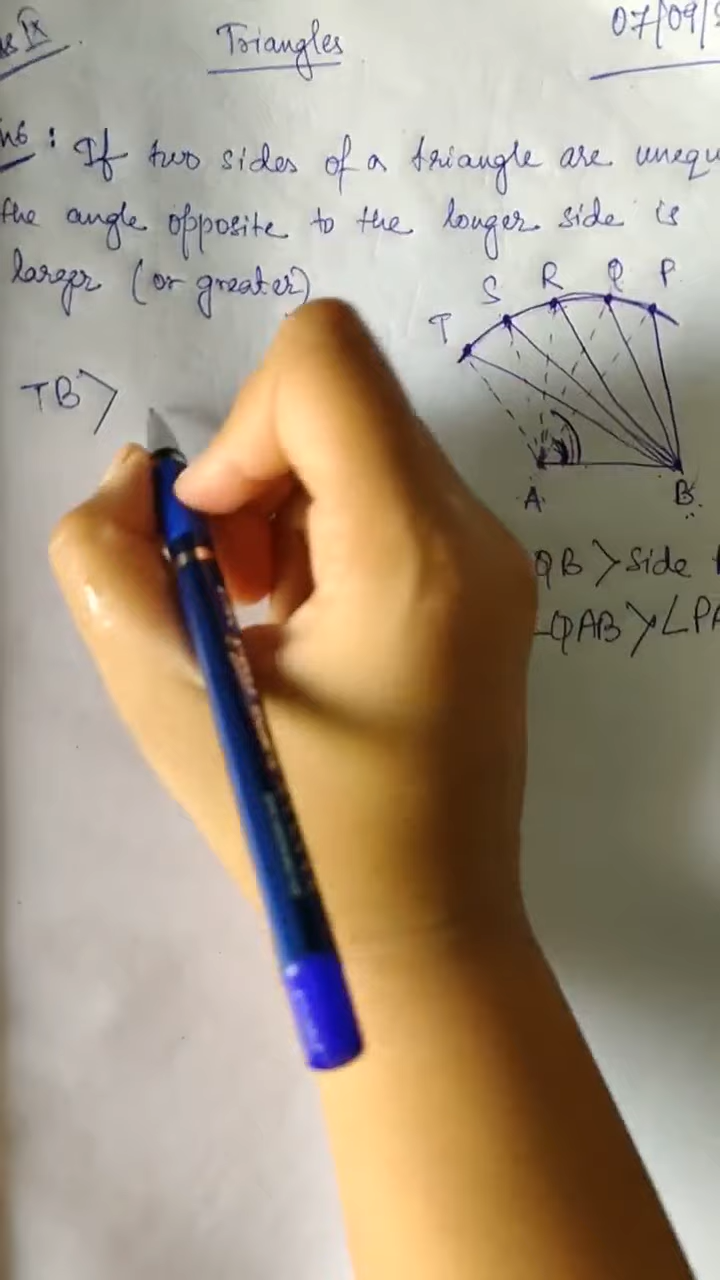 IX
Triangles
07/09/
: If two sides of a triangle are unequ
the angle opposite to the longer side is
larger (or greater)
P
Q
R
S
T
TB >
A
B
QB > side
∠QAB > ∠PA